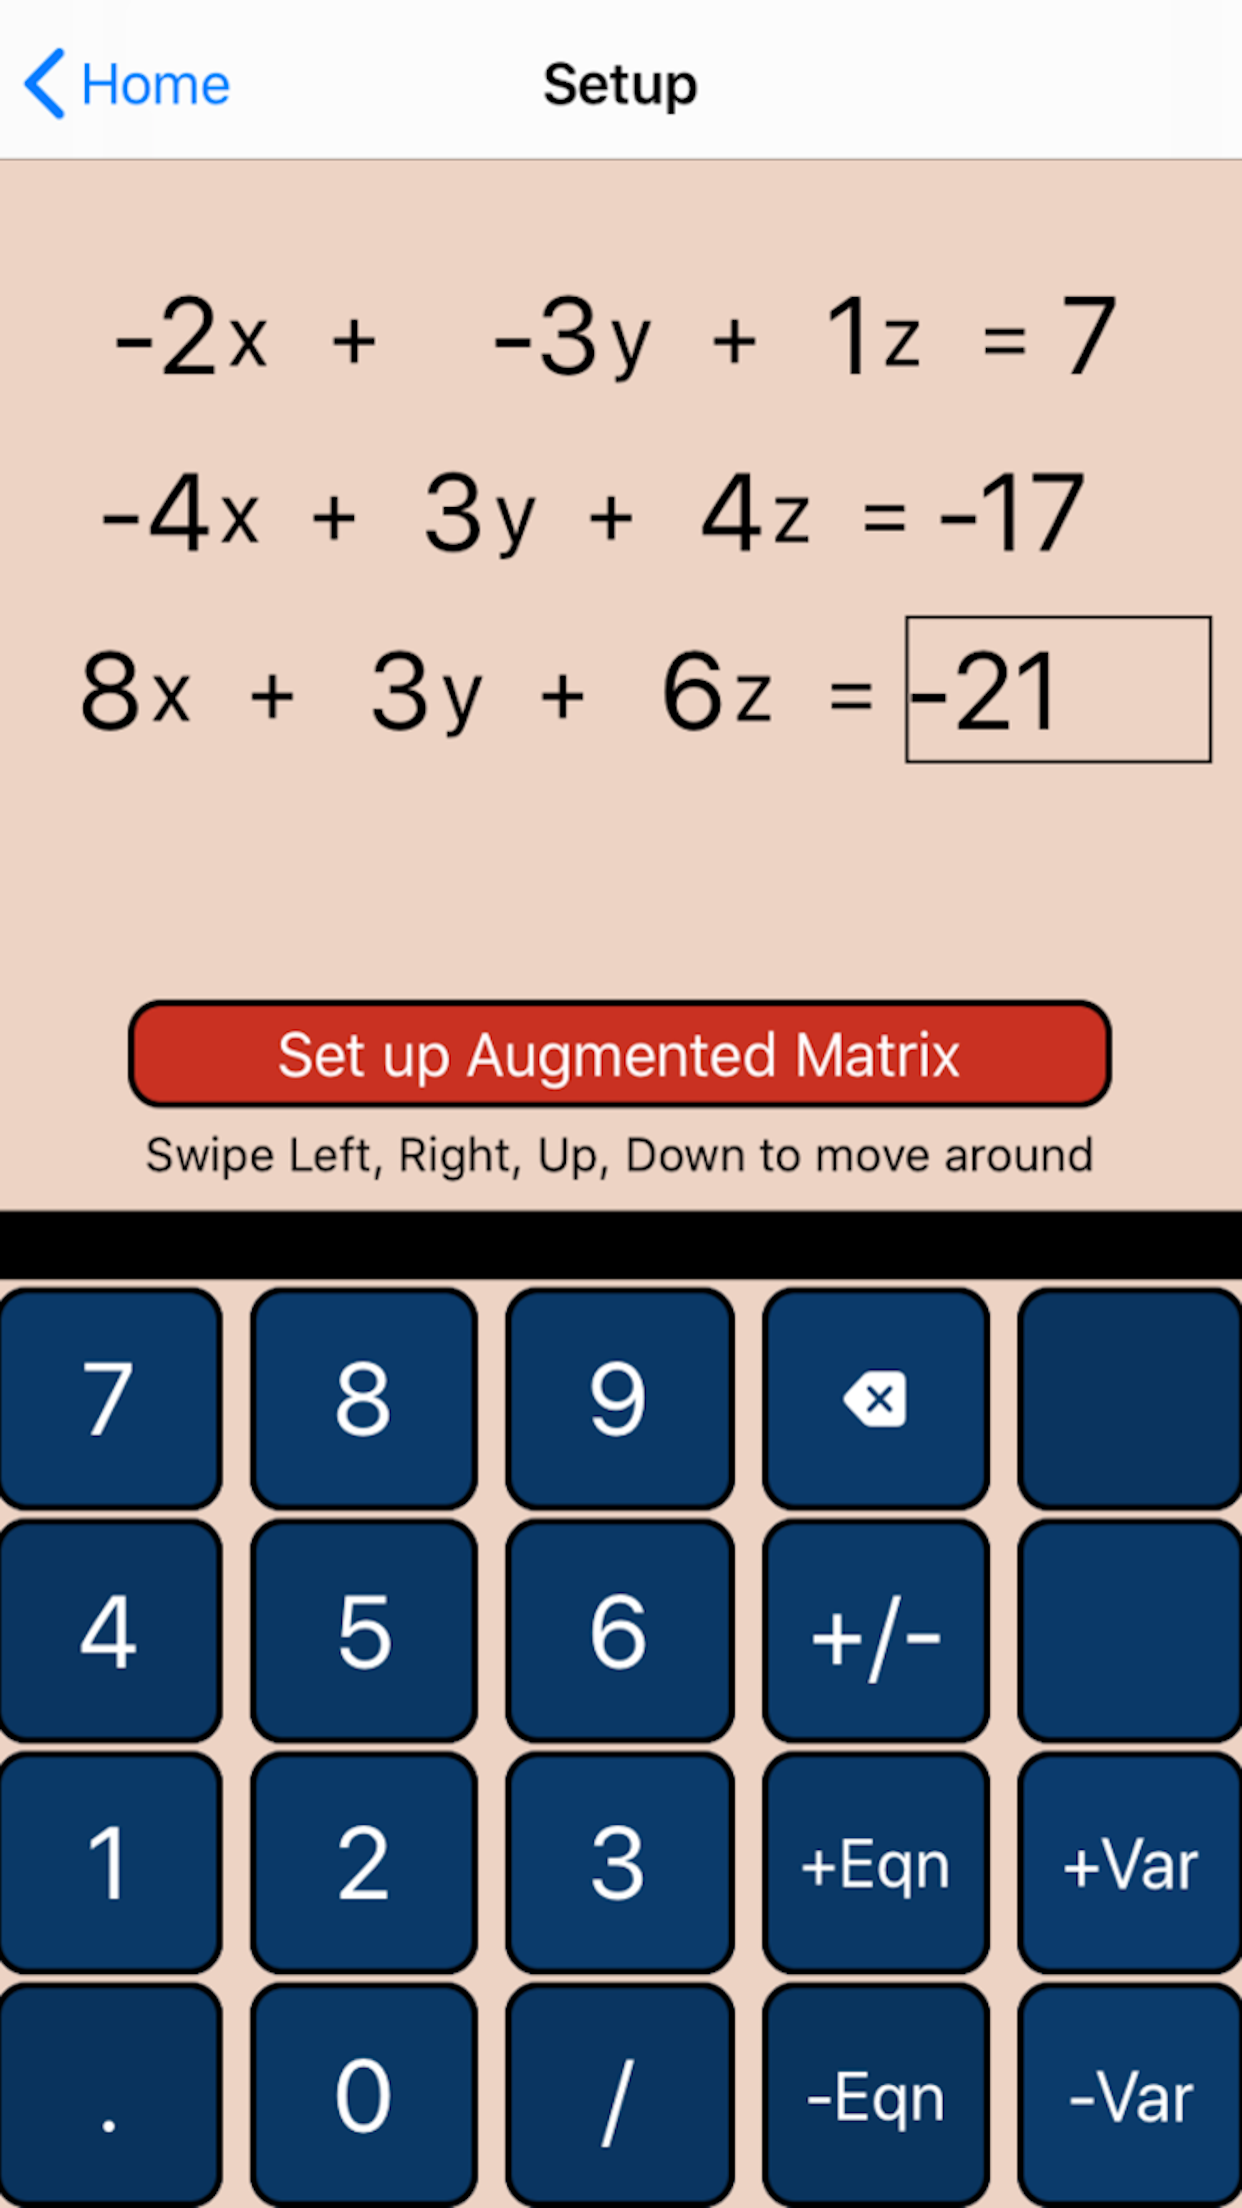 Home Setup
-2x + -3y + 1z = 7
-4x + 3y + 4z = -17
8x + 3y + 6z = -21
Set up Augmented Matrix
Swipe Left, Right, Up, Down to move around
7 8 9
4 5 6 +/-
1 2 3 +Eqn +Var
. 0 / -Eqn -Var